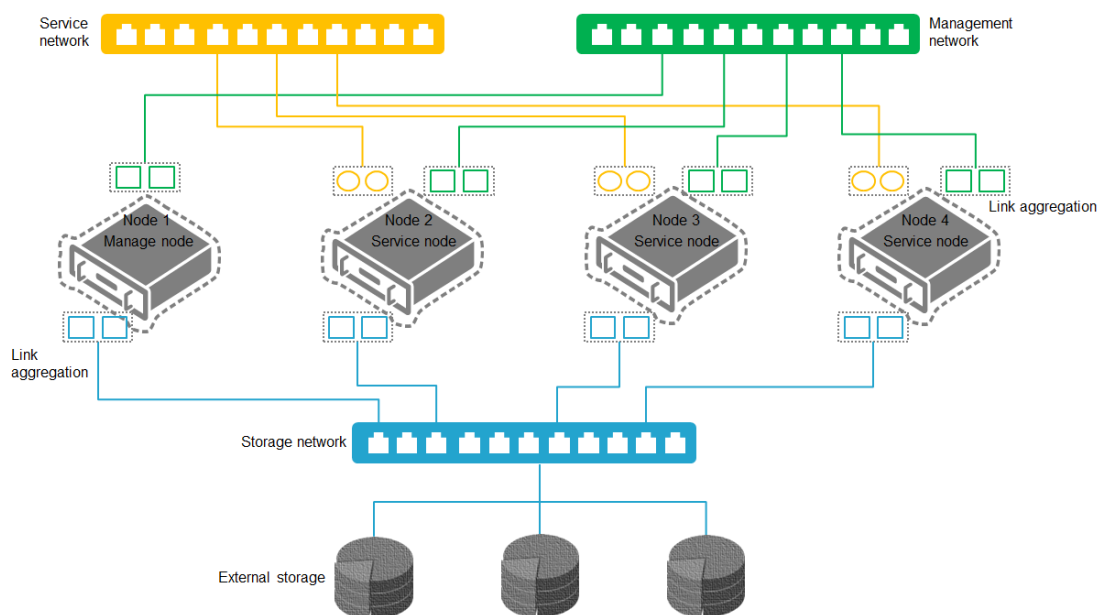 Service
network
Management
network
Node 1
Manage node
Node 2
Service node
Node 3
Service node
Node 4
Service node
Link aggregation
Link
aggregation
Storage network
External storage